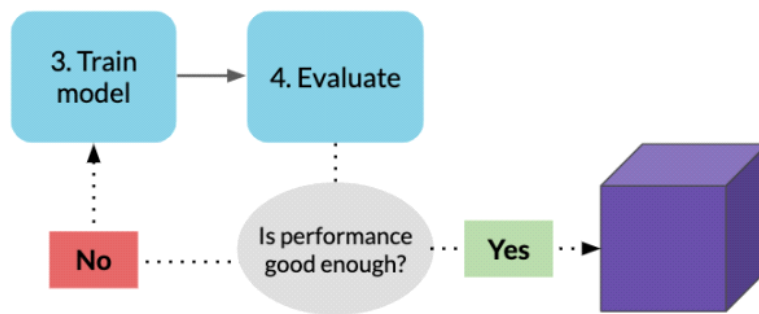 3. Train
model
4. Evaluate
Is performance
good enough?
No
Yes